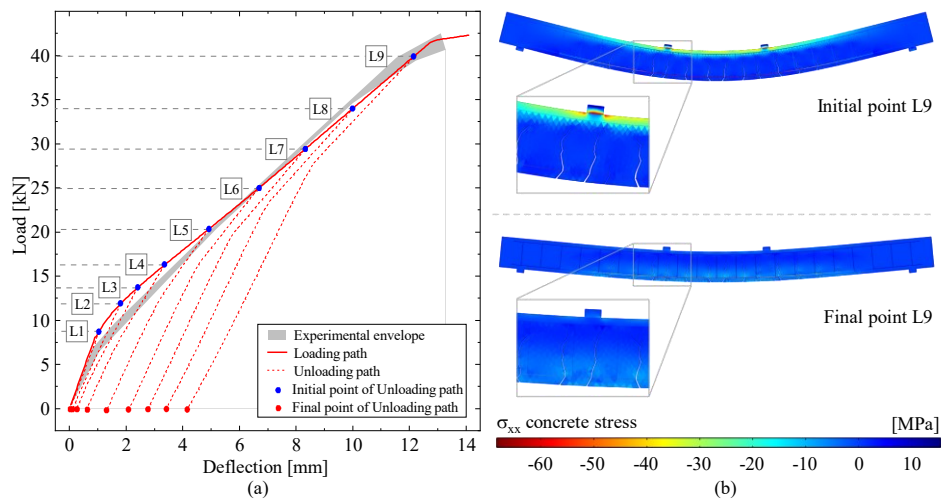 40
35
30
25
20
15
10
5
0
Load [kN]
L9
L8
L7
L6
L5
L4
L3
L2
L1
Experimental envelope
Loading path
Unloading path
Initial point of Unloading path
Final point of Unloading path
0 2 4 6 8 10 12 14
Deflection [mm]
(a)
Initial point L9
Final point L9
σxx concrete stress [MPa]
-60 -50 -40 -30 -20 -10 0 10
(b)